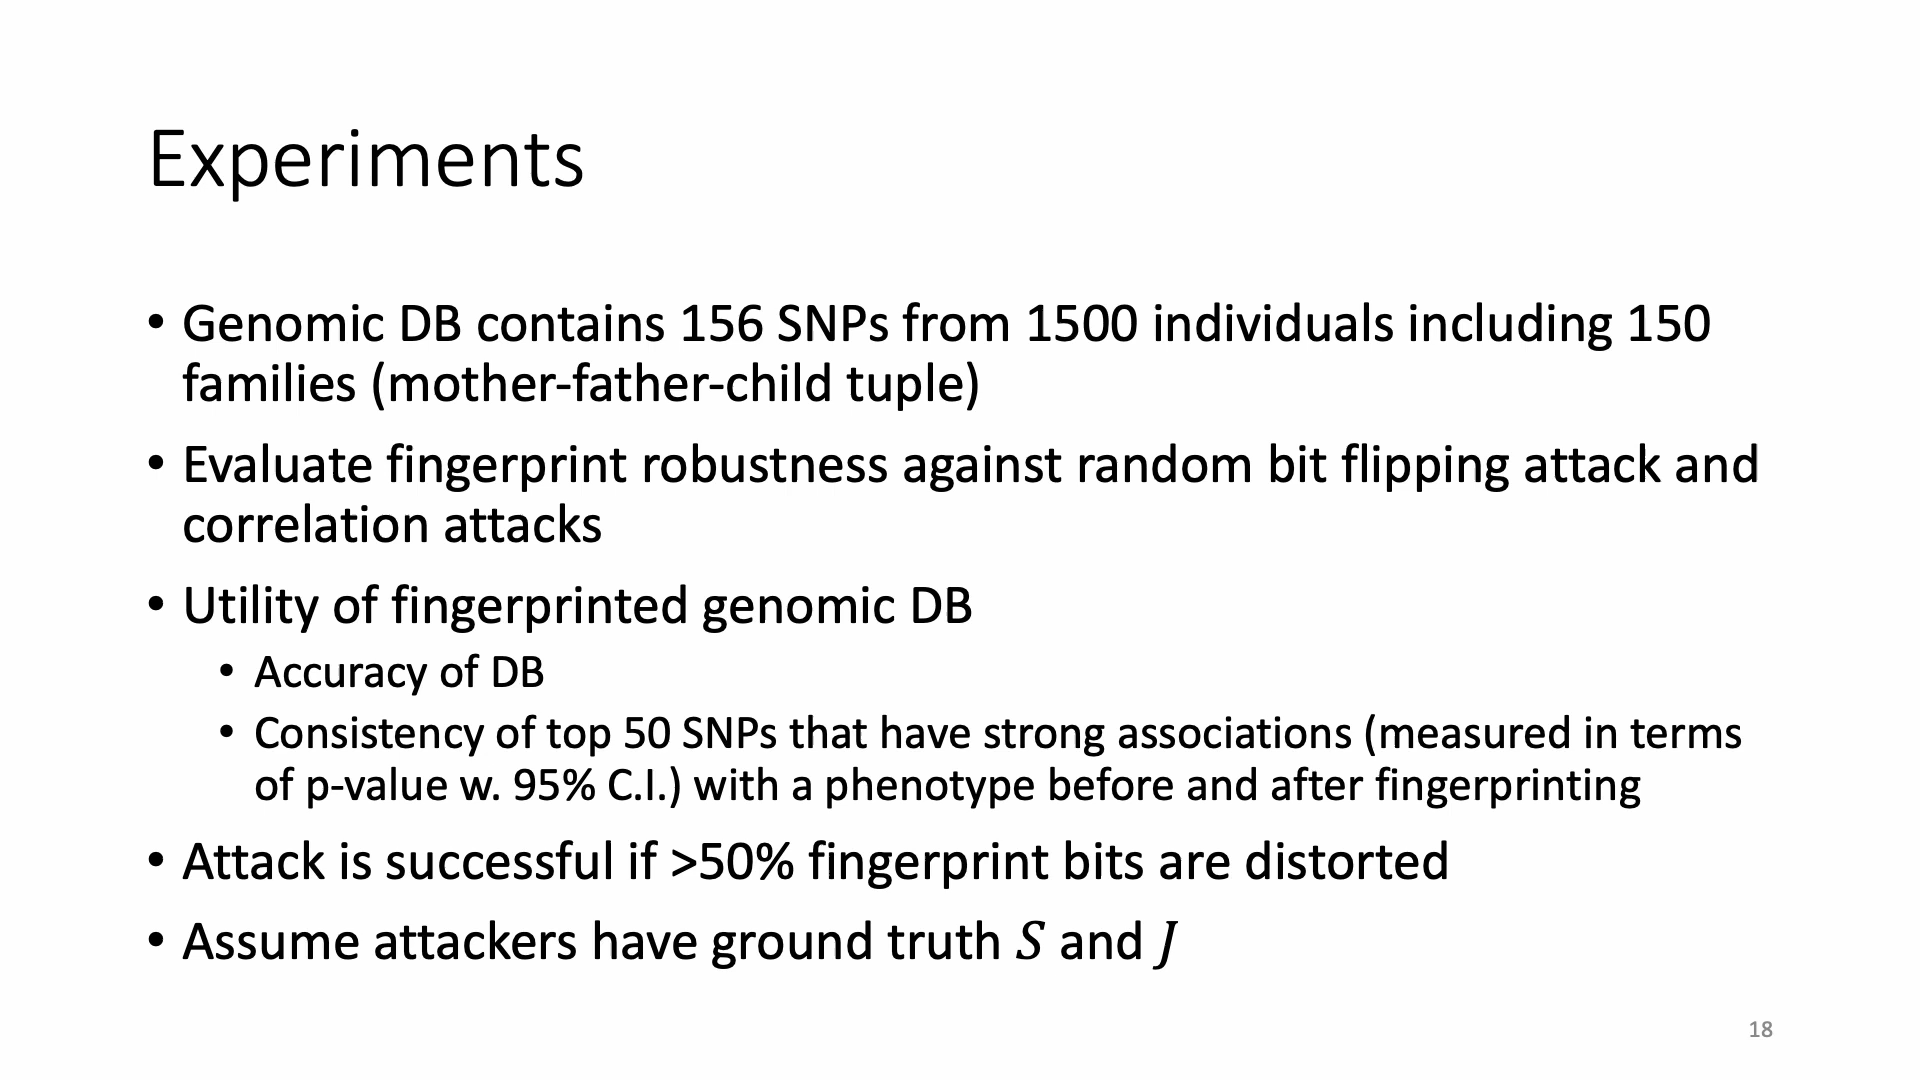 Experiments
• Genomic DB contains 156 SNPs from 1500 individuals including 150
families (mother-father-child tuple)
• Evaluate fingerprint robustness against random bit flipping attack and
correlation attacks
• Utility of fingerprinted genomic DB
• Accuracy of DB
• Consistency of top 50 SNPs that have strong associations (measured in terms
of p-value w. 95% C.I.) with a phenotype before and after fingerprinting
• Attack is successful if >50% fingerprint bits are distorted
• Assume attackers have ground truth S and J
18